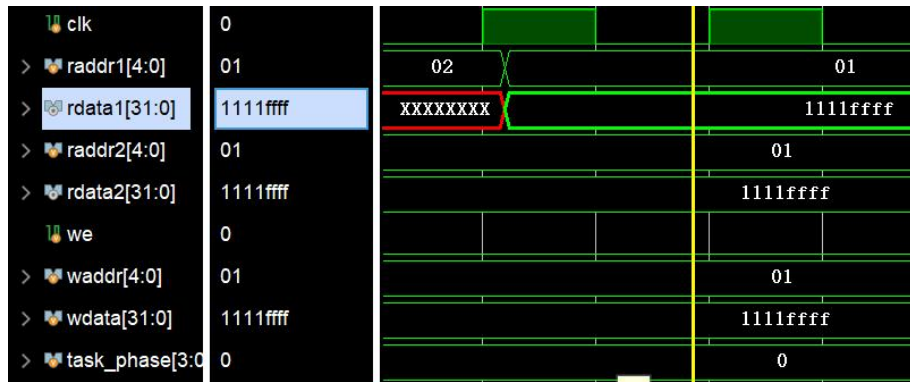 clk 0
> raddr1[4:0] 01 02 01
> rdata1[31:0] 1111ffff XXXXXXXX 1111ffff
> raddr2[4:0] 01 01
> rdata2[31:0] 1111ffff 1111ffff
we 0
> waddr[4:0] 01 01
> wdata[31:0] 1111ffff 1111ffff
> task_phase[3:0 0 0